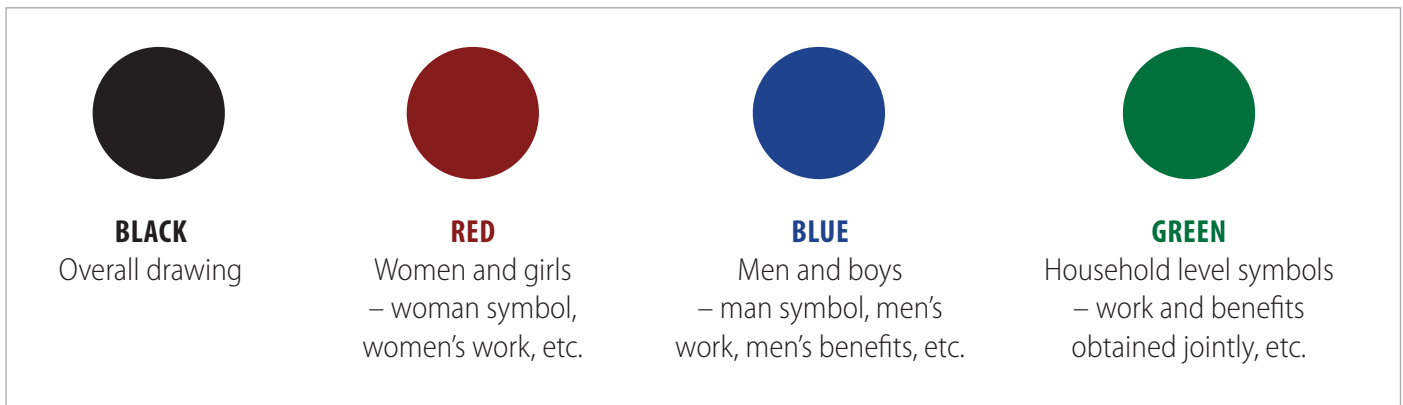 BLACK
Overall drawing
RED
Women and girls
– woman symbol,
women’s work, etc.
BLUE
Men and boys
– man symbol, men’s
work, men’s benefits, etc.
GREEN
Household level symbols
– work and benefits
obtained jointly, etc.